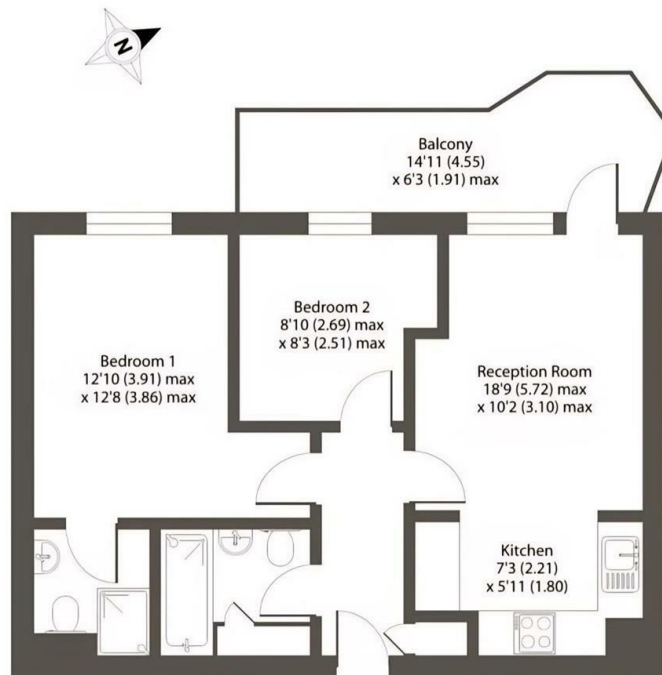 N
Balcony
14'11 (4.55)
x 6'3 (1.91) max
Bedroom 2
8'10 (2.69) max
x 8'3 (2.51) max
Bedroom 1
12'10 (3.91) max
x 12'8 (3.86) max
Reception Room
18'9 (5.72) max
x 10'2 (3.10) max
Kitchen
7'3 (2.21)
x 5'11 (1.80)